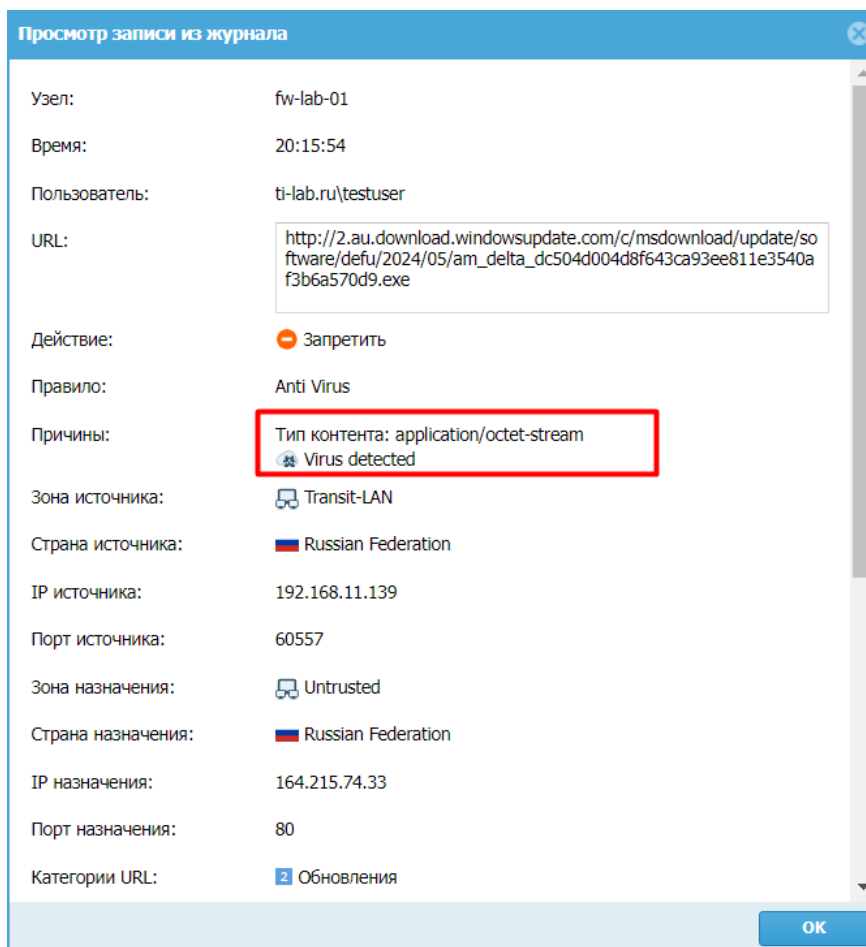 Просмотр записи из журнала
Узел: fw-lab-01
Время: 20:15:54
Пользователь: ti-lab.ru\testuser
URL: http://2.au.download.windowsupdate.com/c/msdownload/update/so
ftware/defu/2024/05/am_delta_dc504d004d8f643ca93ee811e3540a
f3b6a570d9.exe
Действие: Запретить
Правило: Anti Virus
Причины: Тип контента: application/octet-stream
Virus detected
Зона источника: Transit-LAN
Страна источника: Russian Federation
IP источника: 192.168.11.139
Порт источника: 60557
Зона назначения: Untrusted
Страна назначения: Russian Federation
IP назначения: 164.215.74.33
Порт назначения: 80
Категории URL: 2 Обновления
OK